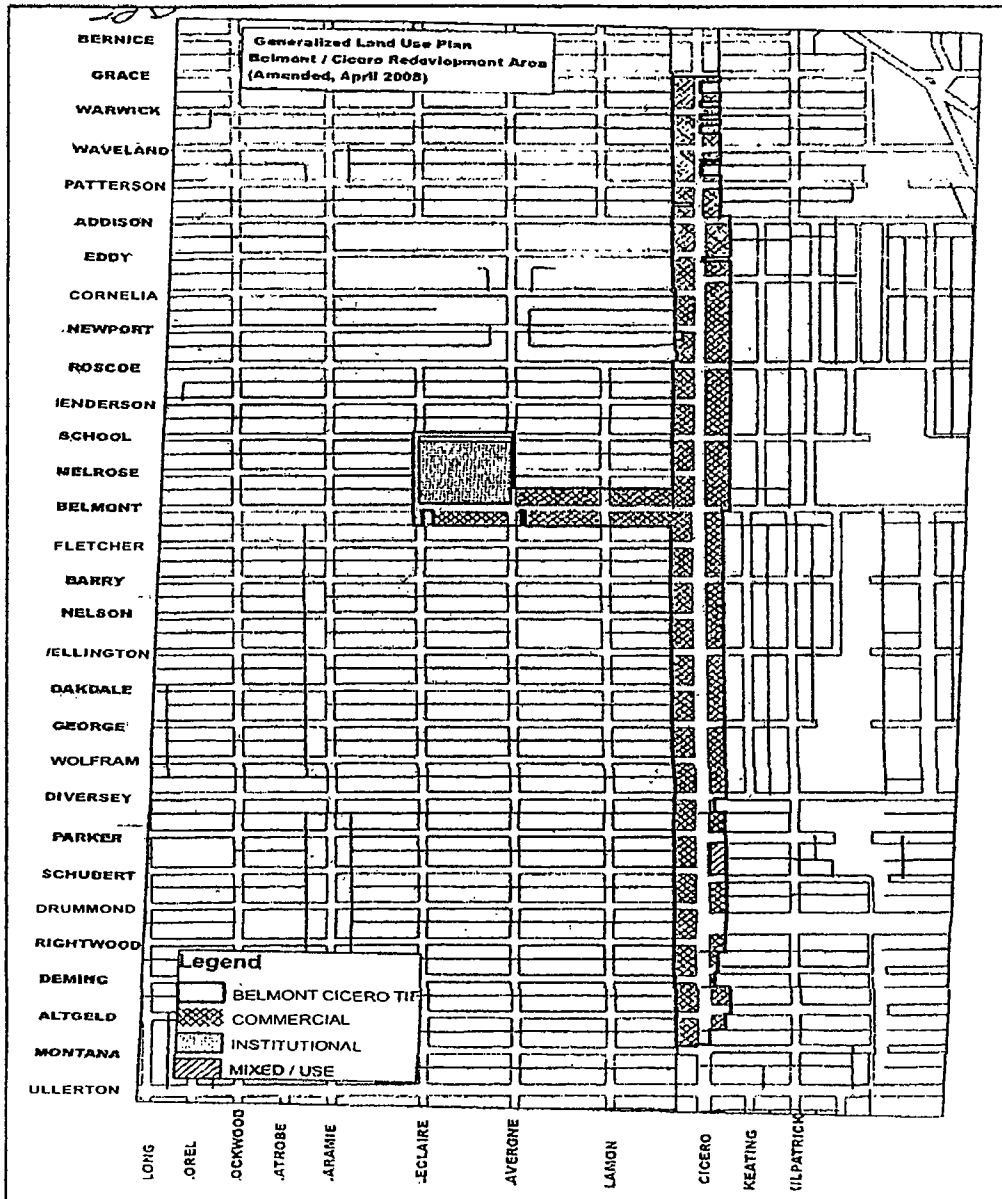 Generalized Land Use Plan
Belmont / Cicero Redavlopment Area
(Amended, April 2008)
BERNICE
GRACE
WARWICK
WAVELAND
PATTERSON
ADDISON
EDDY
CORNELIA
NEWPORT
ROSCOE
IENDERSON
SCHOOL
MELROSE
BELMONT
FLETCHER
BARRY
NELSON
/ELLINGTON
OAKDALE
GEORGE
WOLFRAM
DIVERSEY
PARKER
SCHUBERT
DRUMMOND
RIGHTWOOD
DEMING
ALTGELD
MONTANA
ULLERTON
Legend
BELMONT CICERO TIF
COMMERCIAL
INSTITUTIONAL
MIXED / USE
LONG
.OREL
.OCKWOOD
.ATROBE
.ARAMIE
.ECLAIRE
.AVERGNE
LAMON
CICERO
KEATING
KILPATRICK